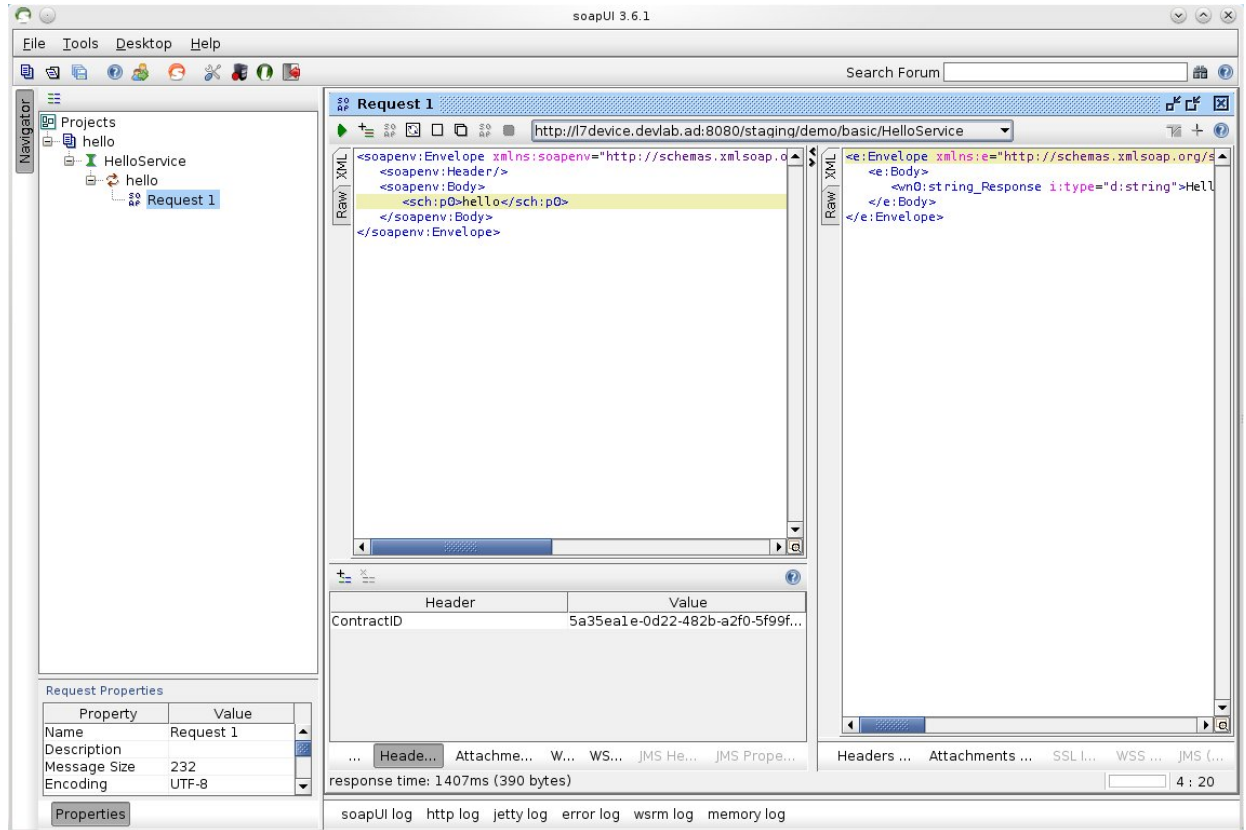 soapUI 3.6.1
File Tools Desktop Help
Search Forum
Navigator
Projects
hello
HelloService
hello
Request 1
Request Properties
Property Value
Name Request 1
Description
Message Size 232
Encoding UTF-8
Properties
Request 1
http://l7device.devlab.ad:8080/staging/demo/basic/HelloService
XML
Raw
<soapenv:Envelope xmlns:soapenv="http://schemas.xmlsoap.o
<soapenv:Header/>
<soapenv:Body>
<sch:p0>hello</sch:p0>
</soapenv:Body>
</soapenv:Envelope>
Header Value
ContractID 5a35ea1e-0d22-482b-a2f0-5f99f...
... Heade... Attachme... W... WS... JMS He... JMS Prope...
XML
Raw
<e:Envelope xmlns:e="http://schemas.xmlsoap.org/s
<e:Body>
<wn0:string_Response i:type="d:string">Hell
</e:Body>
</e:Envelope>
Headers ... Attachments ... SSL I... WSS ... JMS (...
response time: 1407ms (390 bytes)
4 : 20
soapUI log http log jetty log error log wsrm log memory log